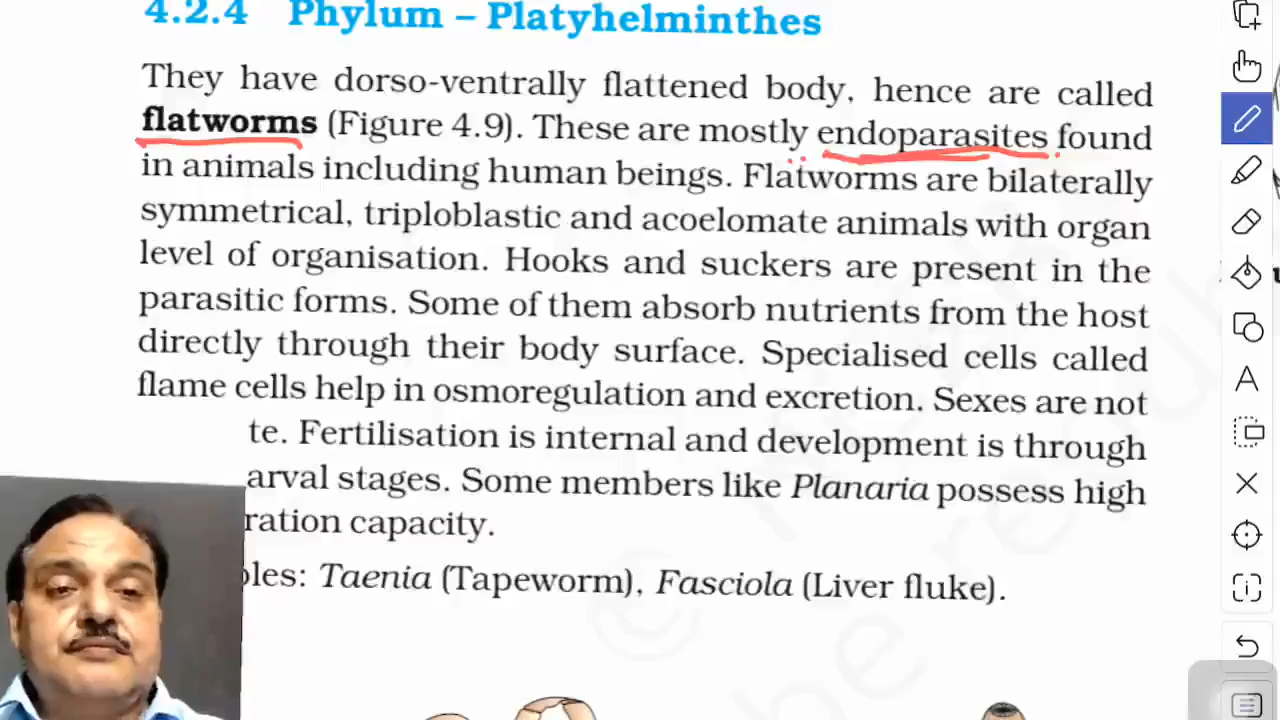 4.2.4 Phylum – Platyhelminthes
They have dorso-ventrally flattened body, hence are called
flatworms (Figure 4.9). These are mostly endoparasites found
in animals including human beings. Flatworms are bilaterally
symmetrical, triploblastic and acoelomate animals with organ
level of organisation. Hooks and suckers are present in the
parasitic forms. Some of them absorb nutrients from the host
directly through their body surface. Specialised cells called
flame cells help in osmoregulation and excretion. Sexes are not
te. Fertilisation is internal and development is through
arval stages. Some members like Planaria possess high
ration capacity.
oles: Taenia (Tapeworm), Fasciola (Liver fluke).